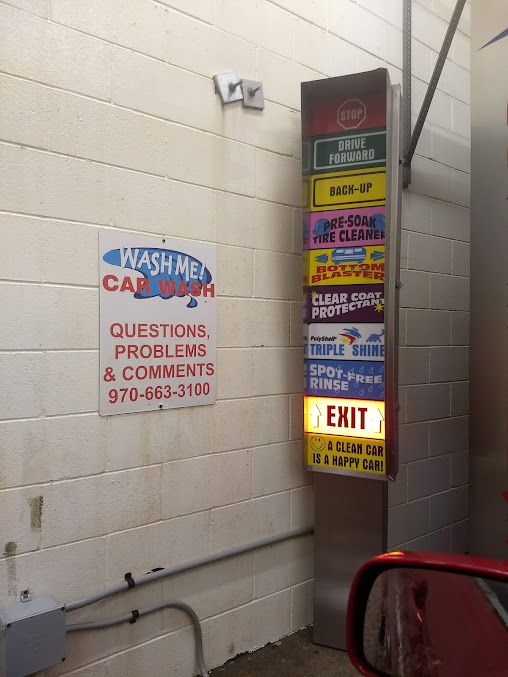 WASH ME!
CAR WASH
QUESTIONS,
PROBLEMS
& COMMENTS
970-663-3100
STOP
DRIVE
FORWARD
BACK-UP
PRE-SOAK
TIRE CLEANER
BOTTOM
BLASTER
CLEAR COAT
PROTECTANT
PolyShell
TRIPLE SHINE
SPOT-FREE
RINSE
EXIT
A CLEAN CAR
IS A HAPPY CAR!